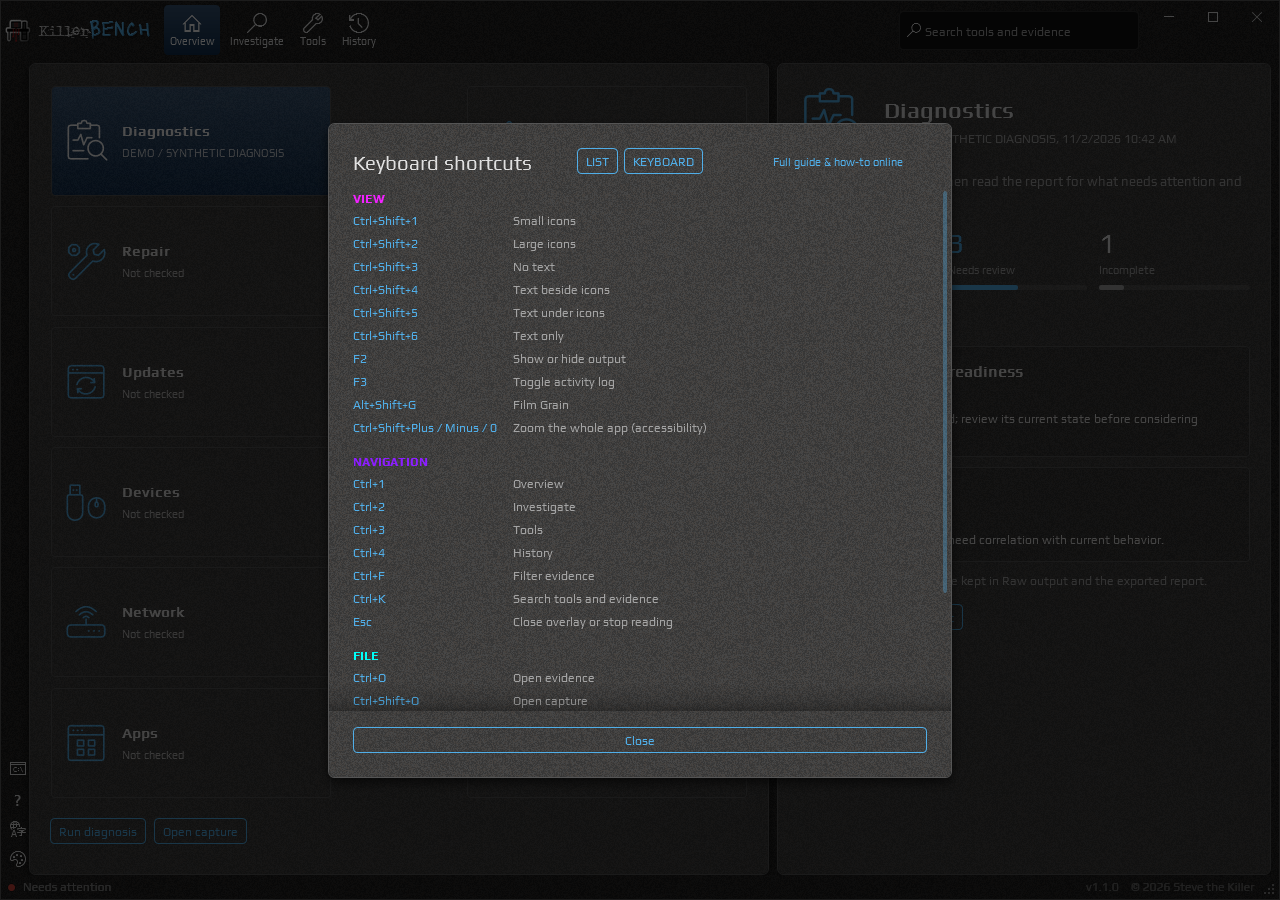 KillerBENCH
Overview
Investigate
Tools
History
Search tools and evidence
Diagnostics
DEMO / SYNTHETIC DIAGNOSIS
Repair
Not checked
Updates
Not checked
Devices
Not checked
Network
Not checked
Apps
Not checked
Run diagnosis
Open capture
Diagnostics
THETIC DIAGNOSIS, 11/2/2026 10:42 AM
en read the report for what needs attention and
3
1
Needs review
Incomplete
readiness
d; review its current state before considering
need correlation with current behavior.
e kept in Raw output and the exported report.
Keyboard shortcuts
LIST
KEYBOARD
Full guide & how-to online
VIEW
Ctrl+Shift+1 Small icons
Ctrl+Shift+2 Large icons
Ctrl+Shift+3 No text
Ctrl+Shift+4 Text beside icons
Ctrl+Shift+5 Text under icons
Ctrl+Shift+6 Text only
F2 Show or hide output
F3 Toggle activity log
Alt+Shift+G Film Grain
Ctrl+Shift+Plus / Minus / 0 Zoom the whole app (accessibility)
NAVIGATION
Ctrl+1 Overview
Ctrl+2 Investigate
Ctrl+3 Tools
Ctrl+4 History
Ctrl+F Filter evidence
Ctrl+K Search tools and evidence
Esc Close overlay or stop reading
FILE
Ctrl+O Open evidence
Ctrl+Shift+O Open capture
Close
Needs attention
v1.1.0 © 2026 Steve the Killer